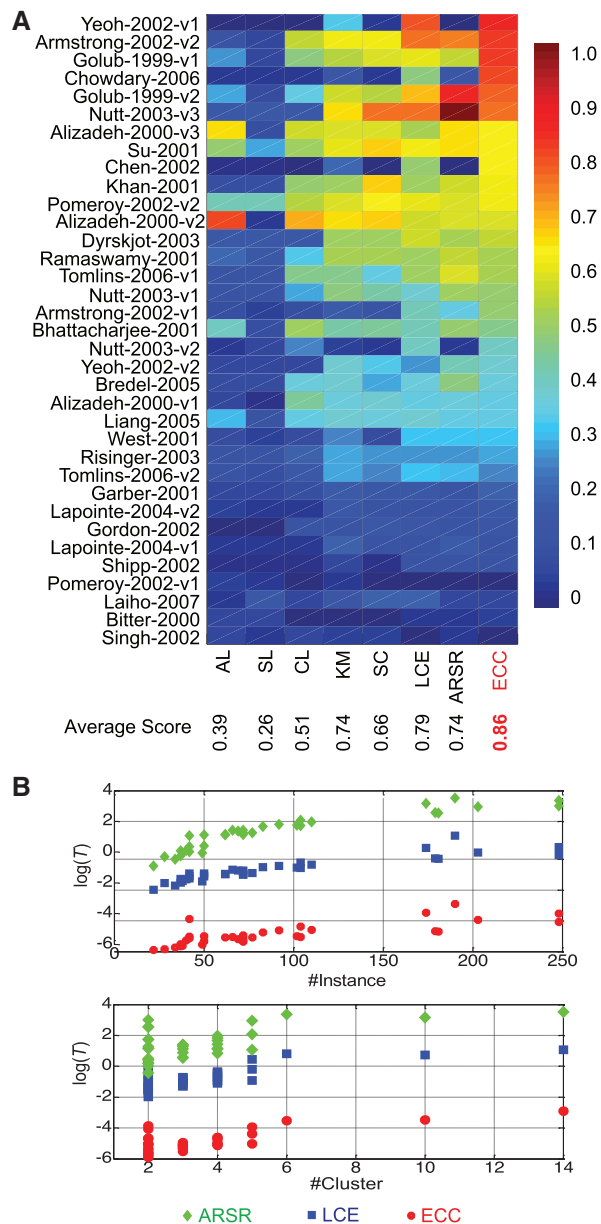 A
Yeoh-2002-v1
Armstrong-2002-v2
Golub-1999-v1
Chowdary-2006
Golub-1999-v2
Nutt-2003-v3
Alizadeh-2000-v3
Su-2001
Chen-2002
Khan-2001
Pomeroy-2002-v2
Alizadeh-2000-v2
Dyrskjot-2003
Ramaswamy-2001
Tomlins-2006-v1
Nutt-2003-v1
Armstrong-2002-v1
Bhattacharjee-2001
Nutt-2003-v2
Yeoh-2002-v2
Bredel-2005
Alizadeh-2000-v1
Liang-2005
West-2001
Risinger-2003
Tomlins-2006-v2
Garber-2001
Lapointe-2004-v2
Gordon-2002
Lapointe-2004-v1
Shipp-2002
Pomeroy-2002-v1
Laiho-2007
Bitter-2000
Singh-2002
1.0
0.9
0.8
0.7
0.6
0.5
0.4
0.3
0.2
0.1
0
AL SL CL KM SC LCE ARSR ECC
Average Score 0.39 0.26 0.51 0.74 0.66 0.79 0.74 0.86
B
log(T)
4
2
0
-2
-4
-6
0 50 100 150 200 250
#Instance
log(T)
4
2
0
-2
-4
-6
2 4 6 8 10 12 14
#Cluster
ARSR LCE ECC